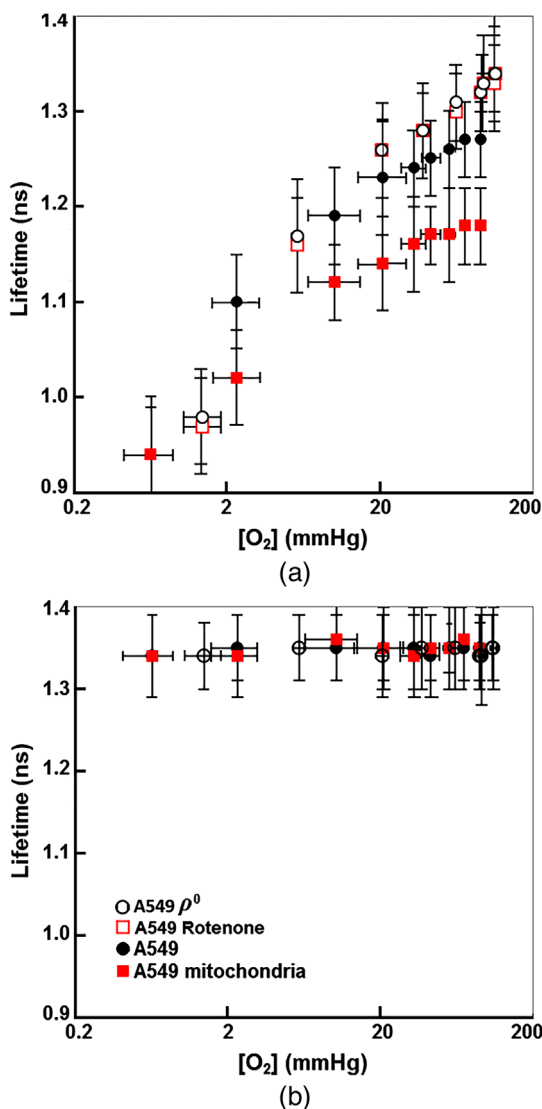 1.4
1.3
1.2
1.1
1.0
0.9
Lifetime (ns)
0.2 2 20 200
[O₂] (mmHg)
(a)
1.4
1.3
1.2
1.1
1.0
0.9
Lifetime (ns)
A549 ρ⁰
A549 Rotenone
A549
A549 mitochondria
0.2 2 20 200
[O₂] (mmHg)
(b)